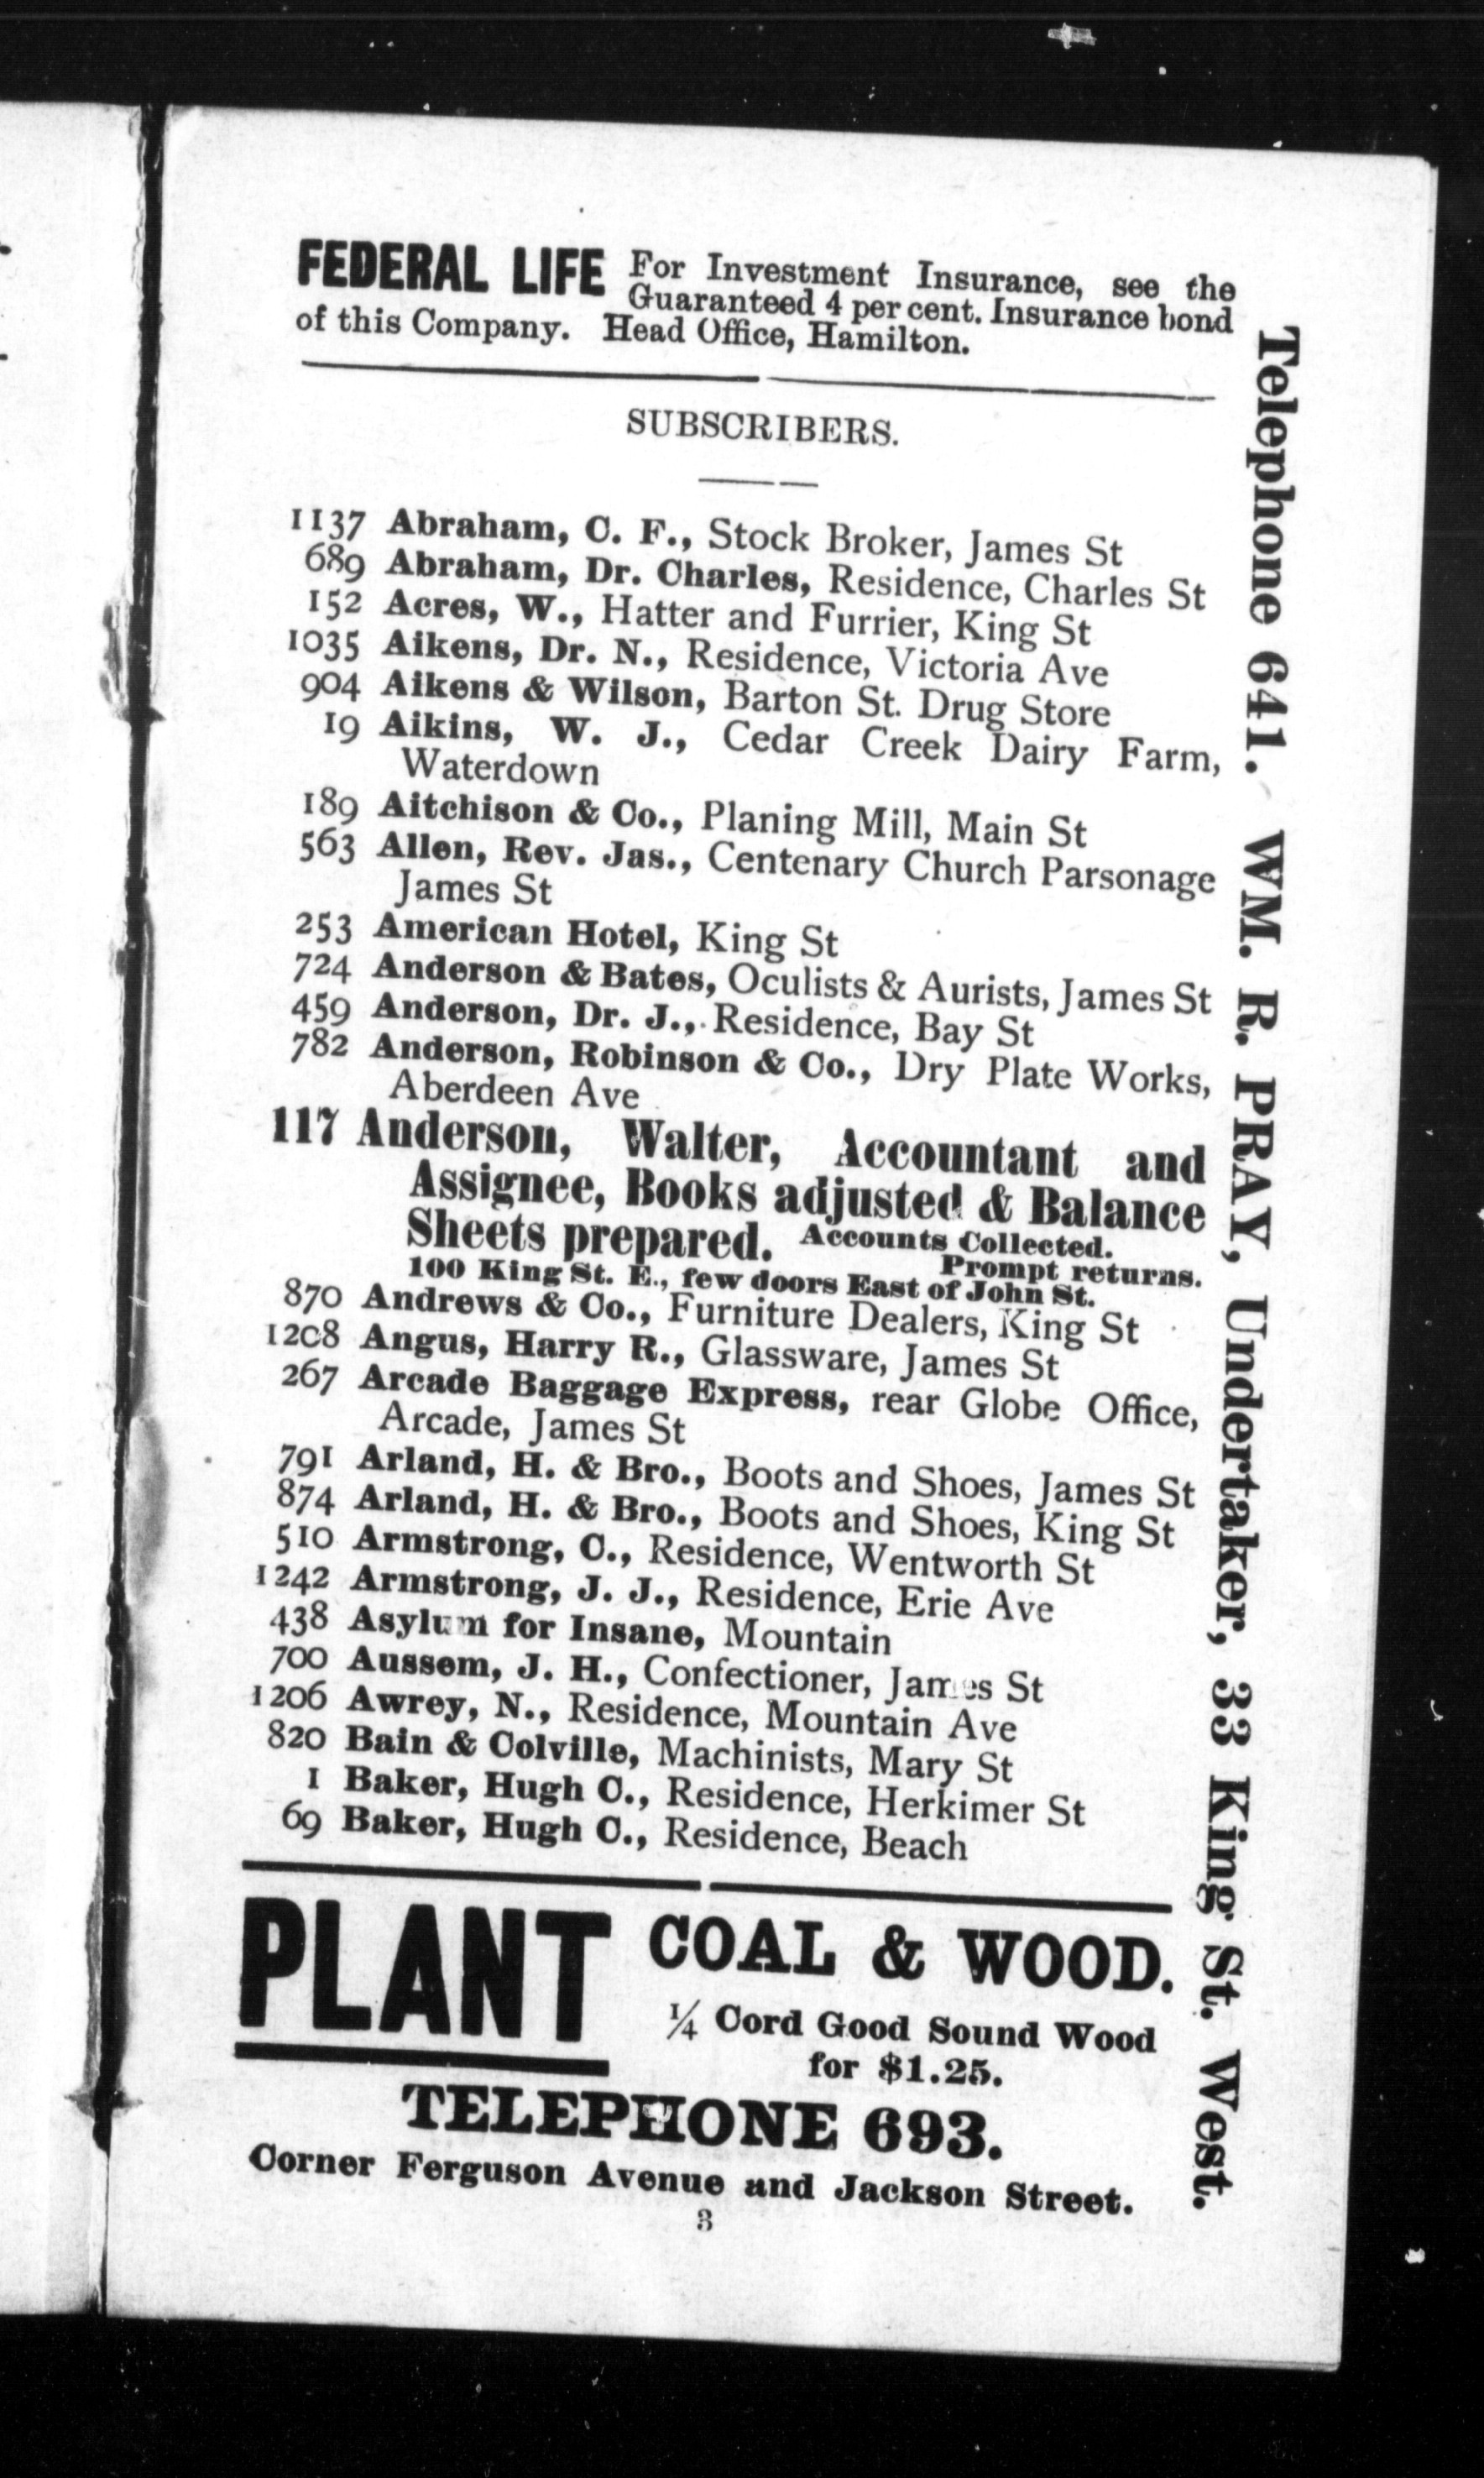 FEDERAL LIFE For Investment Insurance, see the
Guaranteed 4 per cent. Insurance bond
of this Company. Head Office, Hamilton.
SUBSCRIBERS.
1137 Abraham, C. F., Stock Broker, James St
689 Abraham, Dr. Charles, Residence, Charles St
152 Acres, W., Hatter and Furrier, King St
1035 Aikens, Dr. N., Residence, Victoria Ave
904 Aikens & Wilson, Barton St. Drug Store
19 Aikins, W. J., Cedar Creek Dairy Farm,
Waterdown
189 Aitchison & Co., Planing Mill, Main St
563 Allen, Rev. Jas., Centenary Church Parsonage
James St
253 American Hotel, King St
724 Anderson & Bates, Oculists & Aurists, James St
459 Anderson, Dr. J., Residence, Bay St
782 Anderson, Robinson & Co., Dry Plate Works,
Aberdeen Ave
117 Anderson, Walter, Accountant and
Assignee, Books adjusted & Balance
Sheets prepared. Accounts Collected.
Prompt returns.
100 King St. E., few doors East of John St.
870 Andrews & Co., Furniture Dealers, King St
1208 Angus, Harry R., Glassware, James St
267 Arcade Baggage Express, rear Globe Office,
Arcade, James St
791 Arland, H. & Bro., Boots and Shoes, James St
874 Arland, H. & Bro., Boots and Shoes, King St
510 Armstrong, C., Residence, Wentworth St
1242 Armstrong, J. J., Residence, Erie Ave
438 Asylum for Insane, Mountain
700 Aussem, J. H., Confectioner, James St
1206 Awrey, N., Residence, Mountain Ave
820 Bain & Colville, Machinists, Mary St
1 Baker, Hugh C., Residence, Herkimer St
69 Baker, Hugh C., Residence, Beach
PLANT COAL & WOOD.
¼ Cord Good Sound Wood
for $1.25.
TELEPHONE 693.
Corner Ferguson Avenue and Jackson Street.
3
Telephone 641. WM. R. PRAY, Undertaker, 33 King St. West.